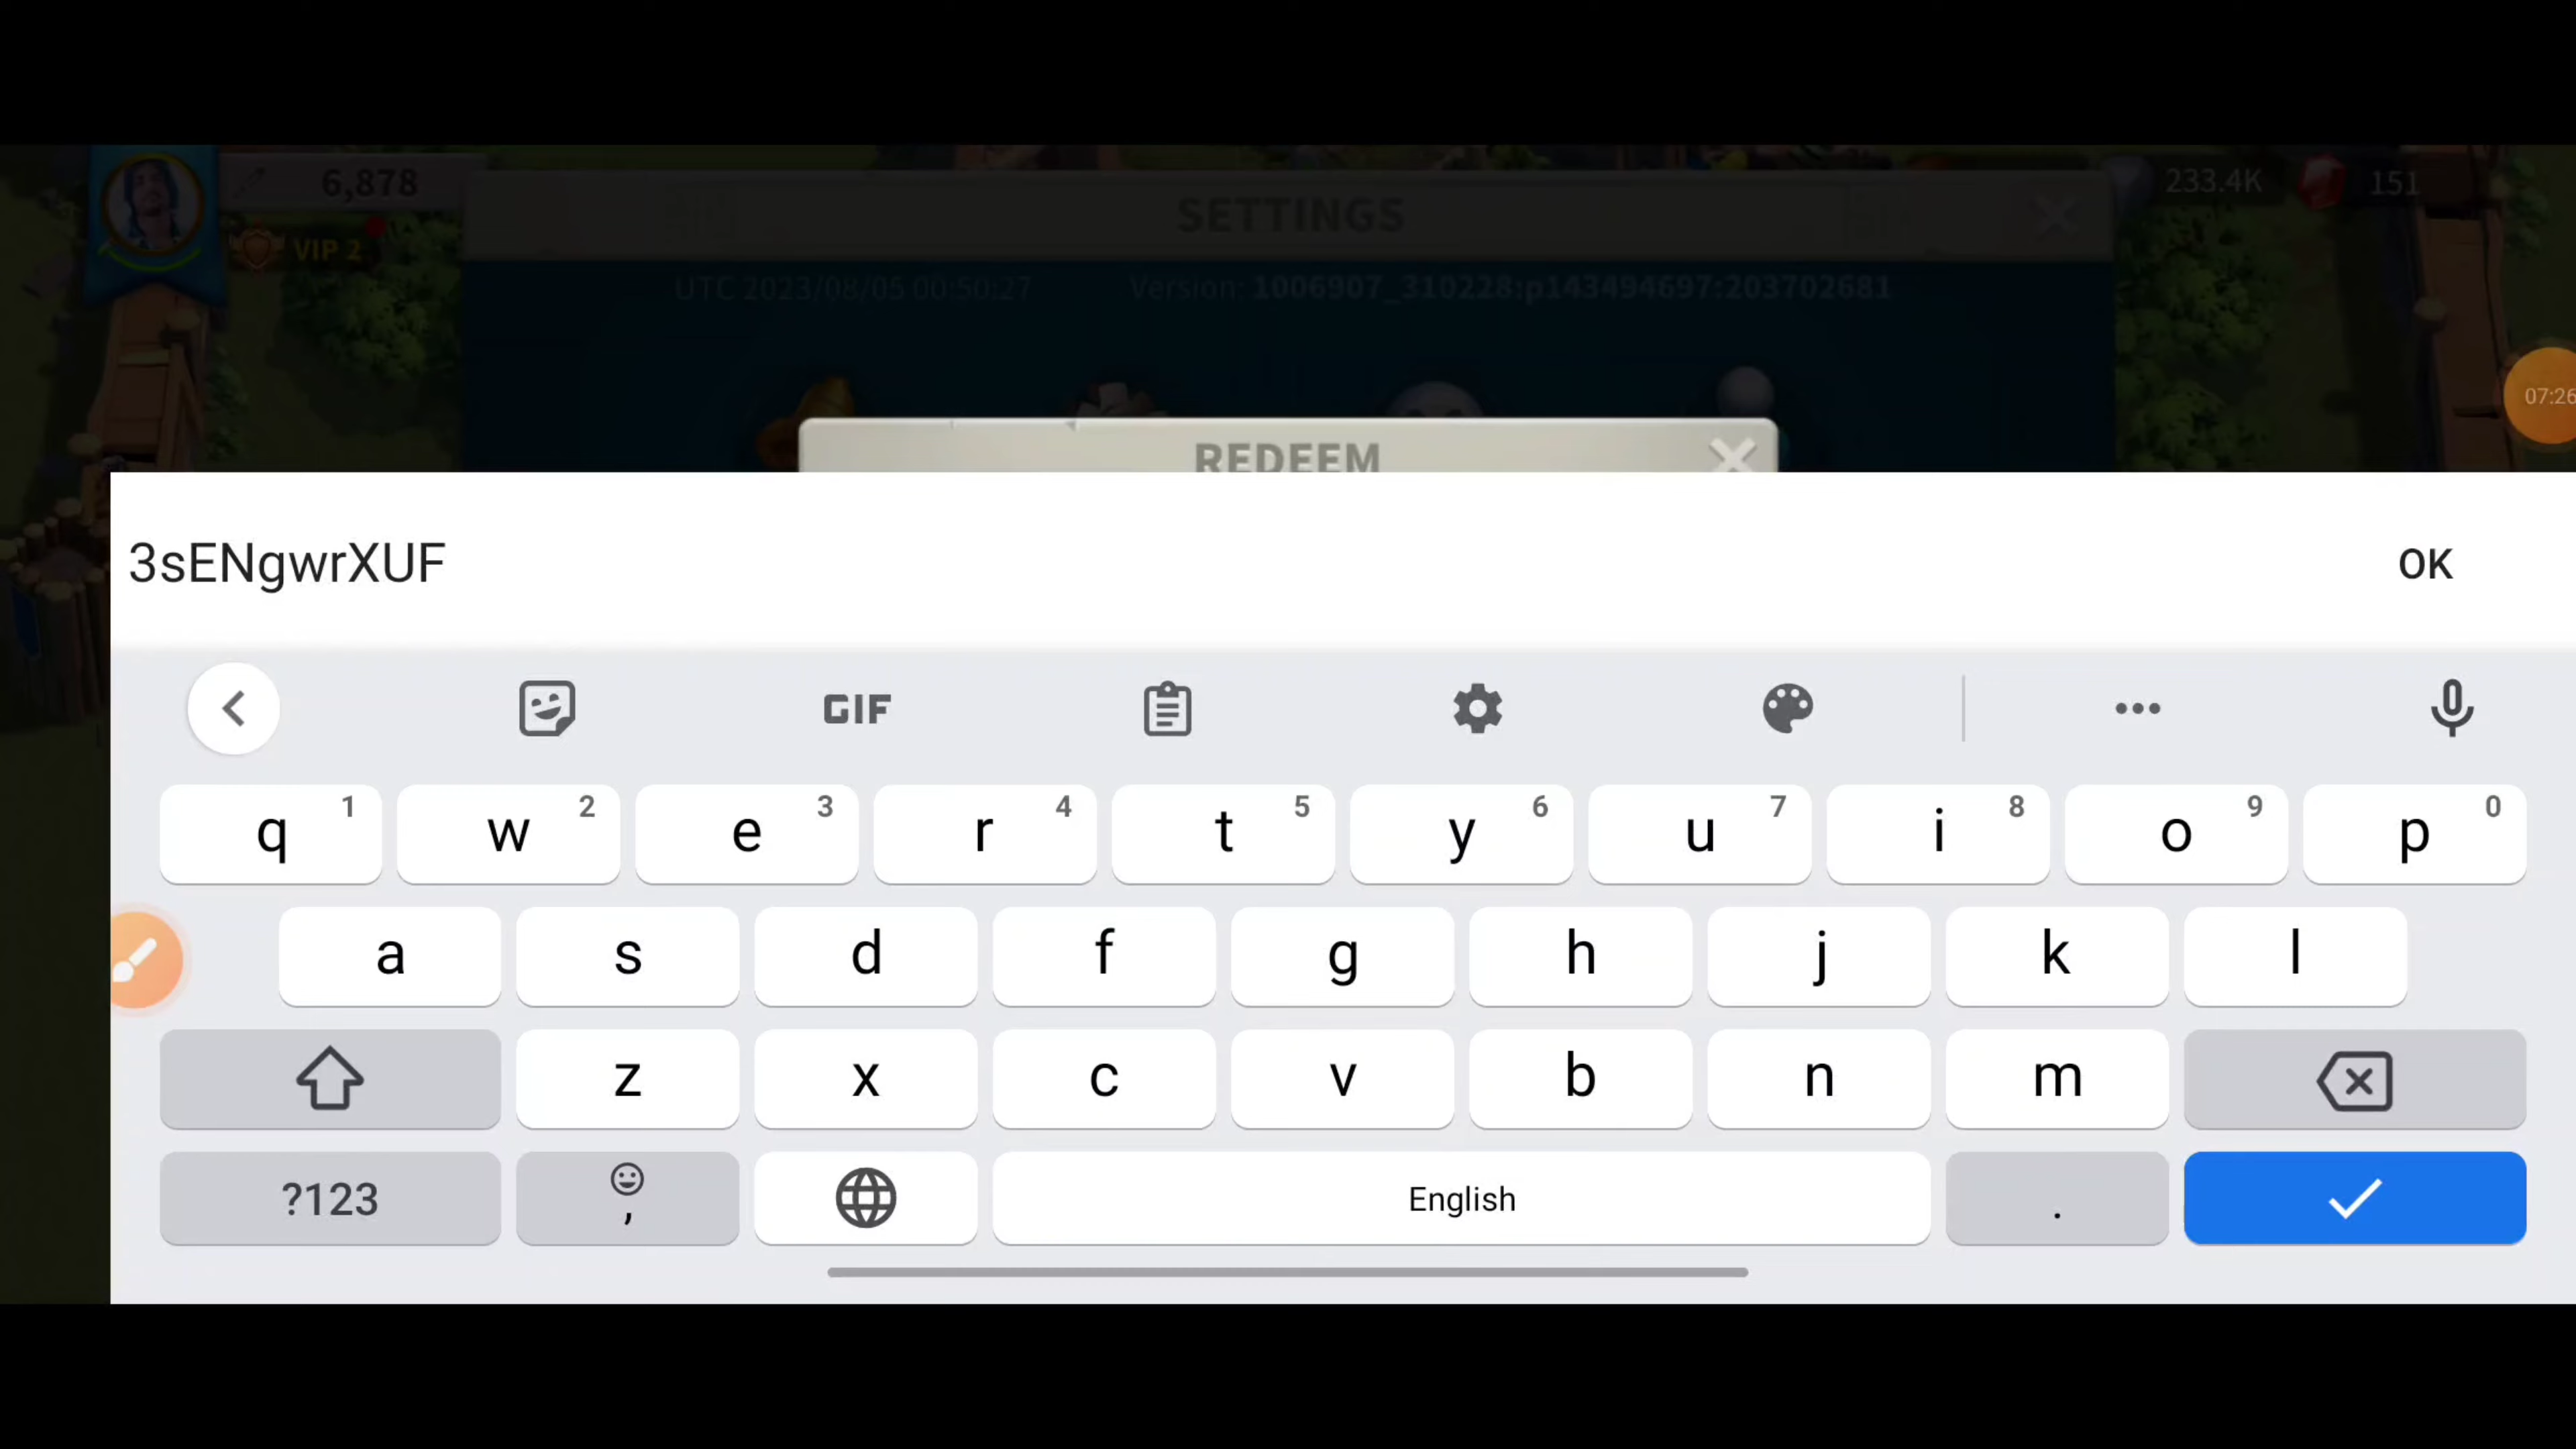 6,878
SETTINGS
233.4K
151
VIP 2
UTC 2023/08/05 00:50:27
Version: 1006907_310228:p143494697:203702681
07:26
REDEEM
3sENgwrXUF
OK
GIF
q 1 w 2 e 3 r 4 t 5 y 6 u 7 i 8 o 9 p 0
a s d f g h j k l
z x c v b n m
?123 , English .